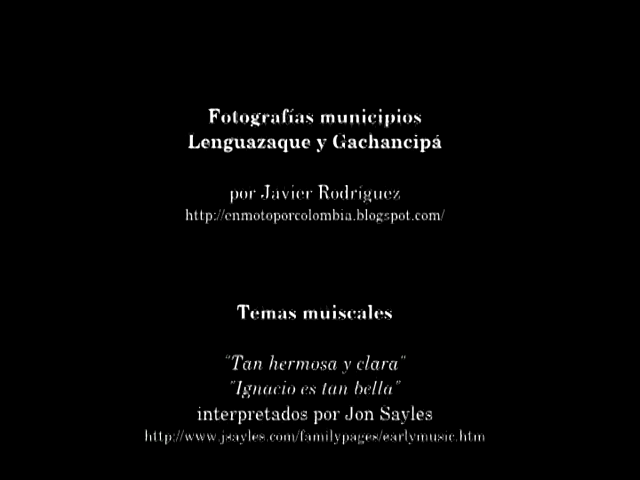 Fotografías municipios
Lenguazaque y Gachancipá
por Javier Rodríguez
http://enmotoporcolombia.blogspot.com/
Temas muiscales
"Tan hermosa y clara"
"Ignacio es tan bella"
interpretados por Jon Sayles
http://www.jsayles.com/familypages/earlymusic.htm